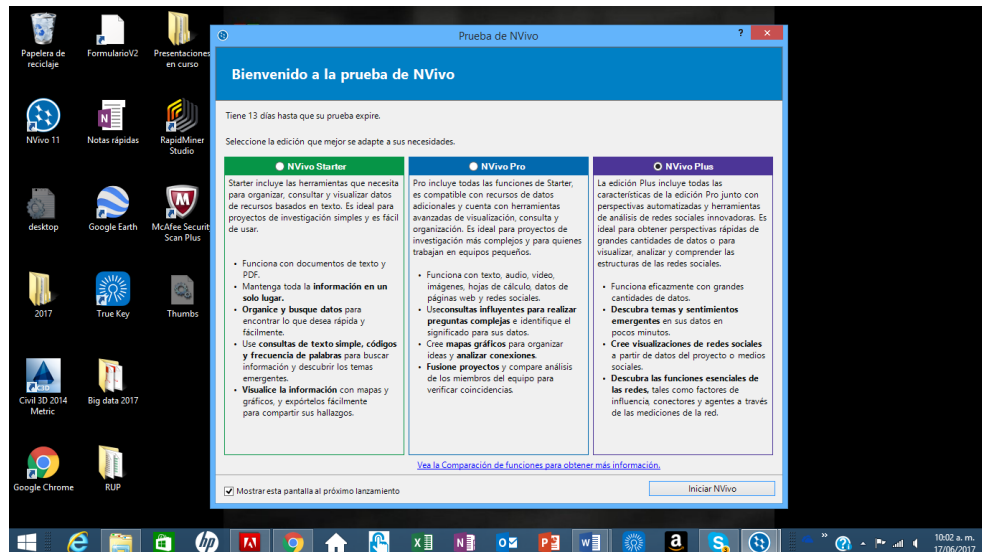 Papelera de
reciclaje
FormularioV2
Presentaciones
en curso
NVivo 11
Notas rápidas
RapidMiner
Studio
desktop
Google Earth
McAfee Securit
Scan Plus
2017
True Key
Thumbs
Civil 3D 2014
Metric
Big data 2017
Google Chrome
RUP
Prueba de NVivo
Bienvenido a la prueba de NVivo
Tiene 13 días hasta que su prueba expire.
Seleccione la edición que mejor se adapte a sus necesidades.
NVivo Starter
Starter incluye las herramientas que necesita
para organizar, consultar y visualizar datos
de recursos basados en texto. Es ideal para
proyectos de investigación simples y es fácil
de usar.
• Funciona con documentos de texto y
PDF.
• Mantenga toda la información en un
solo lugar.
• Organice y busque datos para
encontrar lo que desea rápida y
fácilmente.
• Use consultas de texto simple, códigos
y frecuencia de palabras para buscar
información y descubrir los temas
emergentes.
• Visualice la información con mapas y
gráficos, y expórtelos fácilmente
para compartir sus hallazgos.
NVivo Pro
Pro incluye todas las funciones de Starter,
es compatible con recursos de datos
adicionales y cuenta con herramientas
avanzadas de visualización, consulta y
organización. Es ideal para proyectos de
investigación más complejos y para quienes
trabajan en equipos pequeños.
• Funciona con texto, audio, video,
imágenes, hojas de cálculo, datos de
páginas web y redes sociales.
• Useconsultas influyentes para realizar
preguntas complejas e identifique el
significado para sus datos.
• Cree mapas gráficos para organizar
ideas y analizar conexiones.
• Fusione proyectos y compare análisis
de los miembros del equipo para
verificar coincidencias.
NVivo Plus
La edición Plus incluye todas las
características de la edición Pro junto con
perspectivas automatizadas y herramientas
de análisis de redes sociales innovadoras. Es
ideal para obtener perspectivas rápidas de
grandes cantidades de datos o para
visualizar, analizar y comprender las
estructuras de las redes sociales.
• Funciona eficazmente con grandes
cantidades de datos.
• Descubra temas y sentimientos
emergentes en sus datos en
pocos minutos.
• Cree visualizaciones de redes sociales
a partir de datos del proyecto o medios
sociales.
• Descubra las funciones esenciales de
las redes, tales como factores de
influencia, conectores y agentes a través
de las mediciones de la red.
Vea la Comparación de funciones para obtener más información.
Mostrar esta pantalla al próximo lanzamiento
Iniciar NVivo
10:02 a. m.
17/06/2017